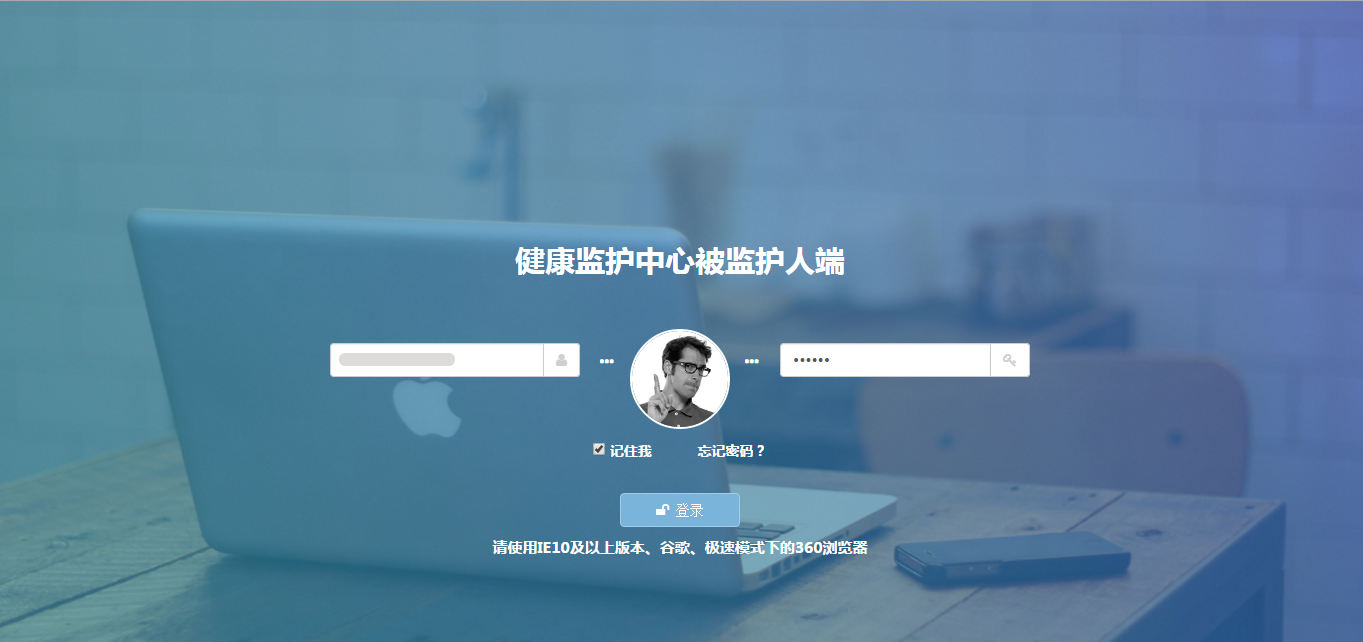 健康监护中心被监护人端
••••••
记住我 忘记密码？
登录
请使用IE10及以上版本、谷歌、极速模式下的360浏览器